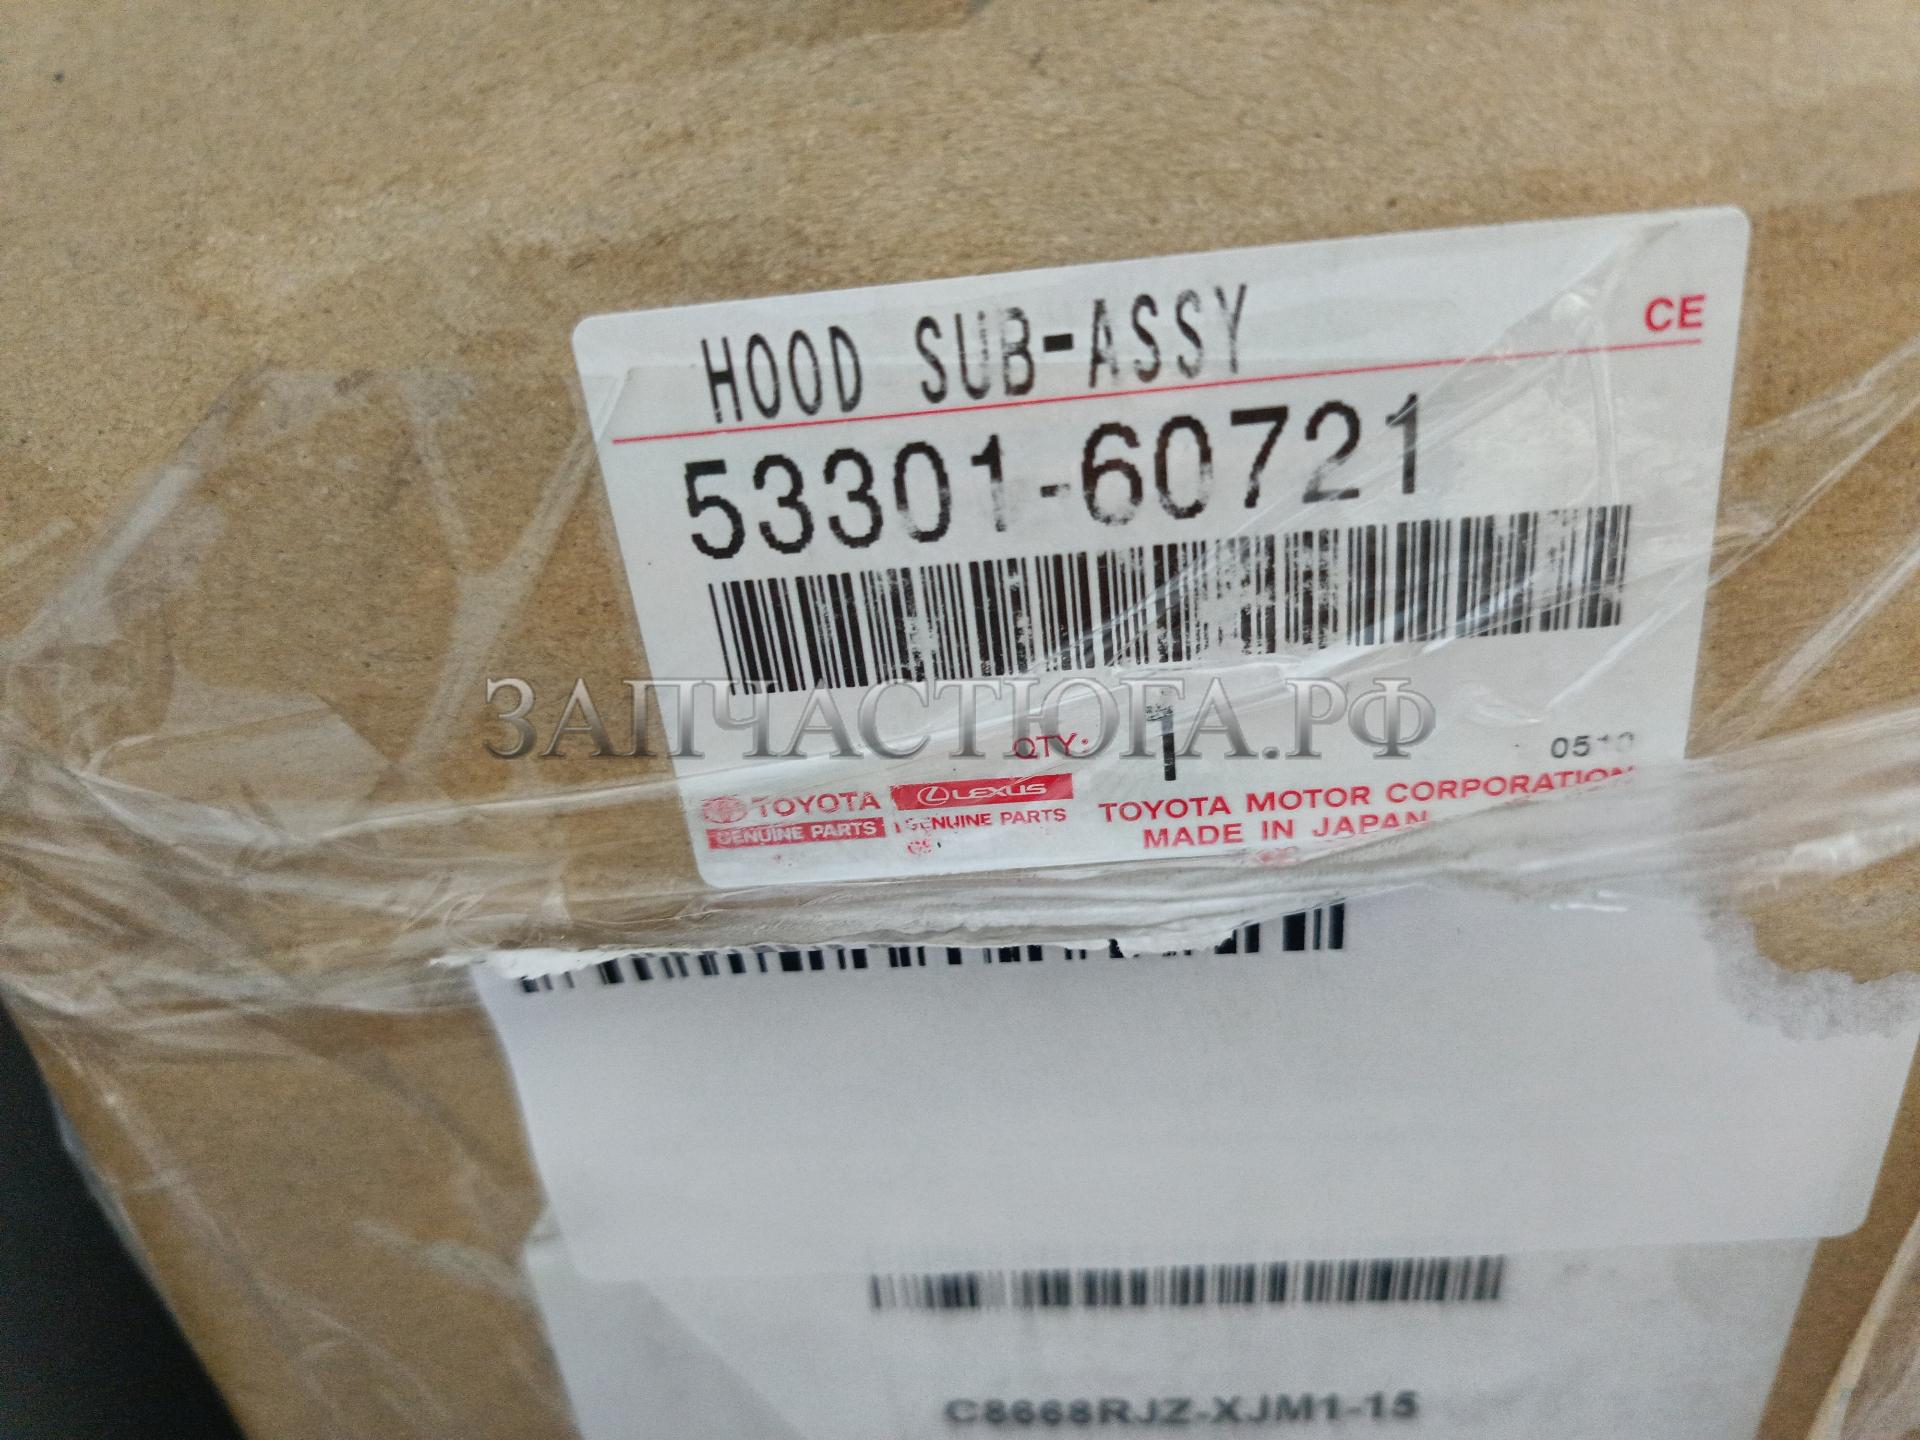 HOOD SUB-ASSY
CE
53301-60721
ЗАПЧАСТЮГА.РФ
QTY. 1
TOYOTA
GENUINE PARTS
LEXUS
GENUINE PARTS
TOYOTA MOTOR CORPORATION
MADE IN JAPAN
C8668RJZ-XJM1-15